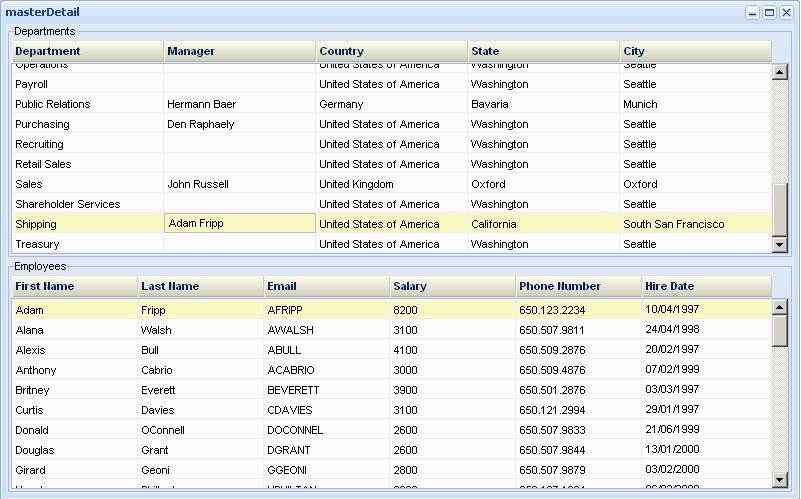 masterDetail
Departments
Department Manager Country State City
Operations United States of America Washington Seattle
Payroll United States of America Washington Seattle
Public Relations Hermann Baer Germany Bavaria Munich
Purchasing Den Raphaely United States of America Washington Seattle
Recruiting United States of America Washington Seattle
Retail Sales United States of America Washington Seattle
Sales John Russell United Kingdom Oxford Oxford
Shareholder Services United States of America Washington Seattle
Shipping Adam Fripp United States of America California South San Francisco
Treasury United States of America Washington Seattle
Employees
First Name Last Name Email Salary Phone Number Hire Date
Adam Fripp AFRIPP 8200 650.123.2234 10/04/1997
Alana Walsh AWALSH 3100 650.507.9811 24/04/1998
Alexis Bull ABULL 4100 650.509.2876 20/02/1997
Anthony Cabrio ACABRIO 3000 650.509.4876 07/02/1999
Britney Everett BEVERETT 3900 650.501.2876 03/03/1997
Curtis Davies CDAVIES 3100 650.121.2994 29/01/1997
Donald OConnell DOCONNEL 2600 650.507.9833 21/06/1999
Douglas Grant DGRANT 2600 650.507.9844 13/01/2000
Girard Geoni GGEONI 2800 650.507.9879 03/02/2000